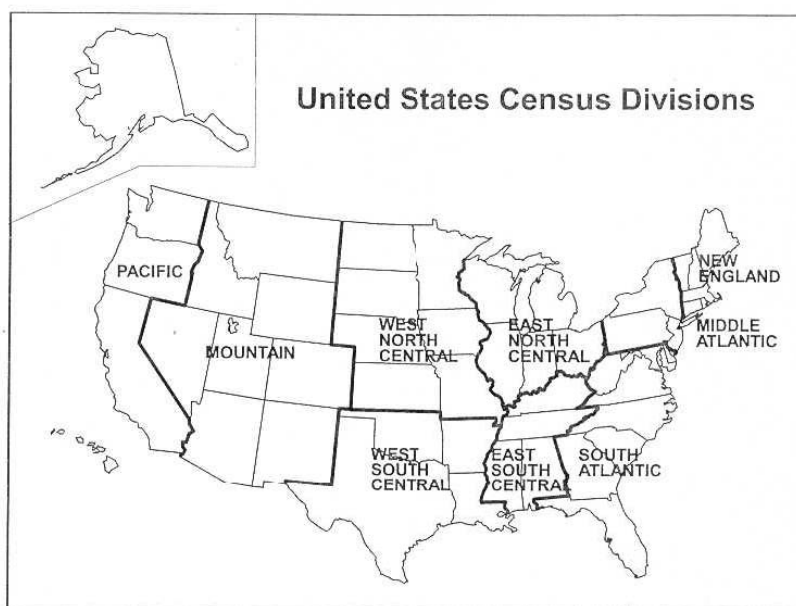 United States Census Divisions
PACIFIC
MOUNTAIN
WEST
NORTH
CENTRAL
EAST
NORTH
CENTRAL
NEW
ENGLAND
MIDDLE
ATLANTIC
WEST
SOUTH
CENTRAL
EAST
SOUTH
CENTRAL
SOUTH
ATLANTIC